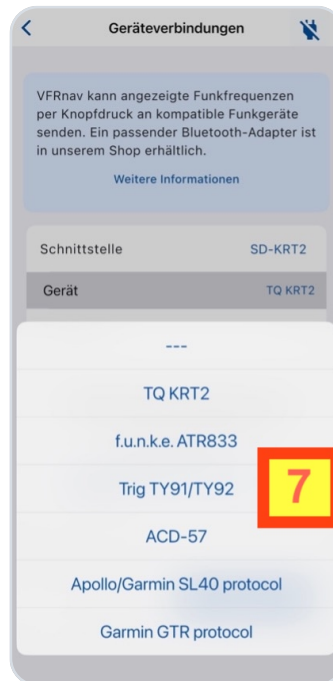 Geräteverbindungen
VFRnav kann angezeigte Funkfrequenzen
per Knopfdruck an kompatible Funkgeräte
senden. Ein passender Bluetooth-Adapter ist
in unserem Shop erhältlich.
Weitere Informationen
Schnittstelle SD-KRT2
Gerät TQ KRT2
---
TQ KRT2
f.u.n.k.e. ATR833
Trig TY91/TY92
7
ACD-57
Apollo/Garmin SL40 protocol
Garmin GTR protocol